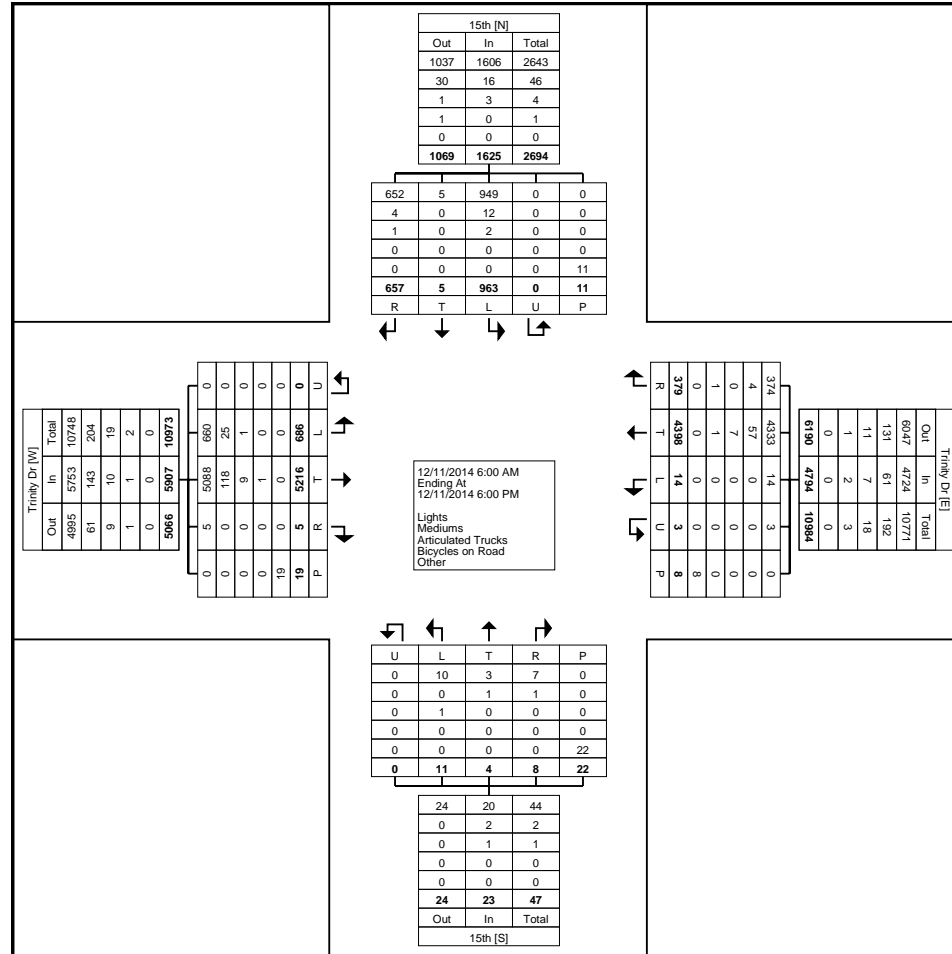 15th [N]
Out In Total
1037 1606 2643
30 16 46
1 3 4
1 0 1
0 0 0
1069 1625 2694
652 5 949 0 0
4 0 12 0 0
1 0 2 0 0
0 0 0 0 0
0 0 0 0 11
657 5 963 0 11
R T L U P
Trinity Dr [W]
Total In Out
10748 5753 4995
204 143 61
19 10 9
2 1 1
0 0 0
10973 5907 5066
0 660 5088 5 0
0 25 118 0 0
0 1 9 0 0
0 0 1 0 0
0 0 0 0 19
0 686 5216 5 19
U L T R P
12/11/2014 6:00 AM
Ending At
12/11/2014 6:00 PM
Lights
Mediums
Articulated Trucks
Bicycles on Road
Other
R T L U P
379 4398 14 3 8
0 0 0 0 8
1 1 0 0 0
0 7 0 0 0
4 57 0 0 0
374 4333 14 3 0
6190 4794 10984
0 0 0
1 2 3
11 7 18
131 61 192
6047 4724 10771
Out In Total
Trinity Dr [E]
U L T R P
0 10 3 7 0
0 0 1 1 0
0 1 0 0 0
0 0 0 0 0
0 0 0 0 22
0 11 4 8 22
24 20 44
0 2 2
0 1 1
0 0 0
0 0 0
24 23 47
Out In Total
15th [S]